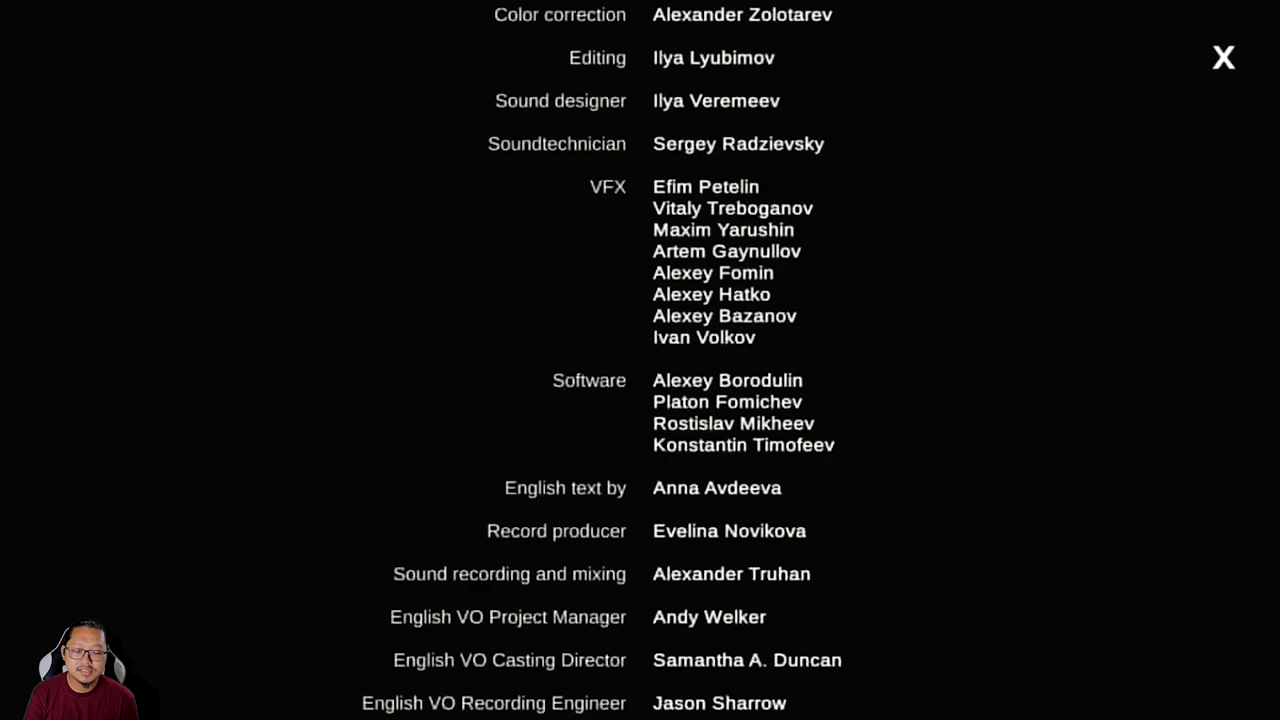 Color correction Alexander Zolotarev
X
Editing Ilya Lyubimov
Sound designer Ilya Veremeev
Soundtechnician Sergey Radzievsky
VFX Efim Petelin
Vitaly Treboganov
Maxim Yarushin
Artem Gaynullov
Alexey Fomin
Alexey Hatko
Alexey Bazanov
Ivan Volkov
Software Alexey Borodulin
Platon Fomichev
Rostislav Mikheev
Konstantin Timofeev
English text by Anna Avdeeva
Record producer Evelina Novikova
Sound recording and mixing Alexander Truhan
English VO Project Manager Andy Welker
English VO Casting Director Samantha A. Duncan
English VO Recording Engineer Jason Sharrow